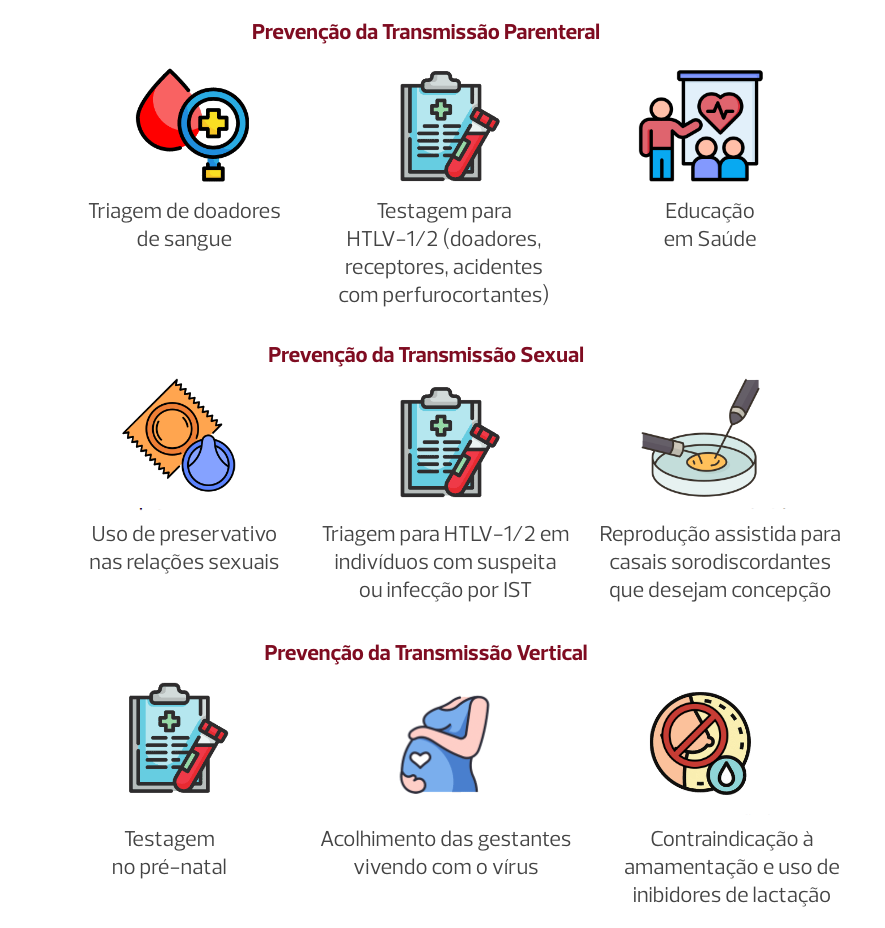 Prevenção da Transmissão Parenteral
Triagem de doadores
de sangue
Testagem para
HTLV-1/2 (doadores,
receptores, acidentes
com perfurocortantes)
Educação
em Saúde
Prevenção da Transmissão Sexual
Uso de preservativo
nas relações sexuais
Triagem para HTLV-1/2 em
indivíduos com suspeita
ou infecção por IST
Reprodução assistida para
casais sorodiscordantes
que desejam concepção
Prevenção da Transmissão Vertical
Testagem
no pré-natal
Acolhimento das gestantes
vivendo com o vírus
Contraindicação à
amamentação e uso de
inibidores de lactação